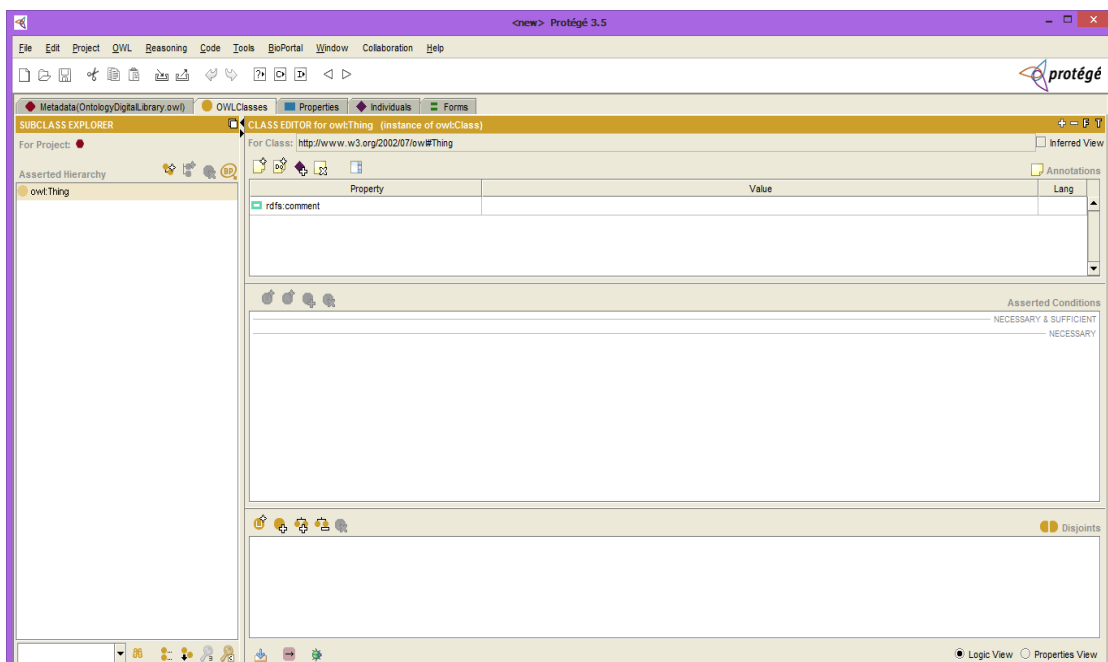 <new> Protégé 3.5
File Edit Project OWL Reasoning Code Tools BioPortal Window Collaboration Help
protégé
Metadata(OntologyDigitalLibrary.owl) OWLClasses Properties Individuals Forms
SUBCLASS EXPLORER
CLASS EDITOR for owl:Thing (instance of owl:Class)
For Project:
For Class: http://www.w3.org/2002/07/owl#Thing
Inferred View
Asserted Hierarchy
BP
Annotations
owl:Thing
Property Value Lang
rdfs:comment
Asserted Conditions
NECESSARY & SUFFICIENT
NECESSARY
Disjoints
Logic View Properties View